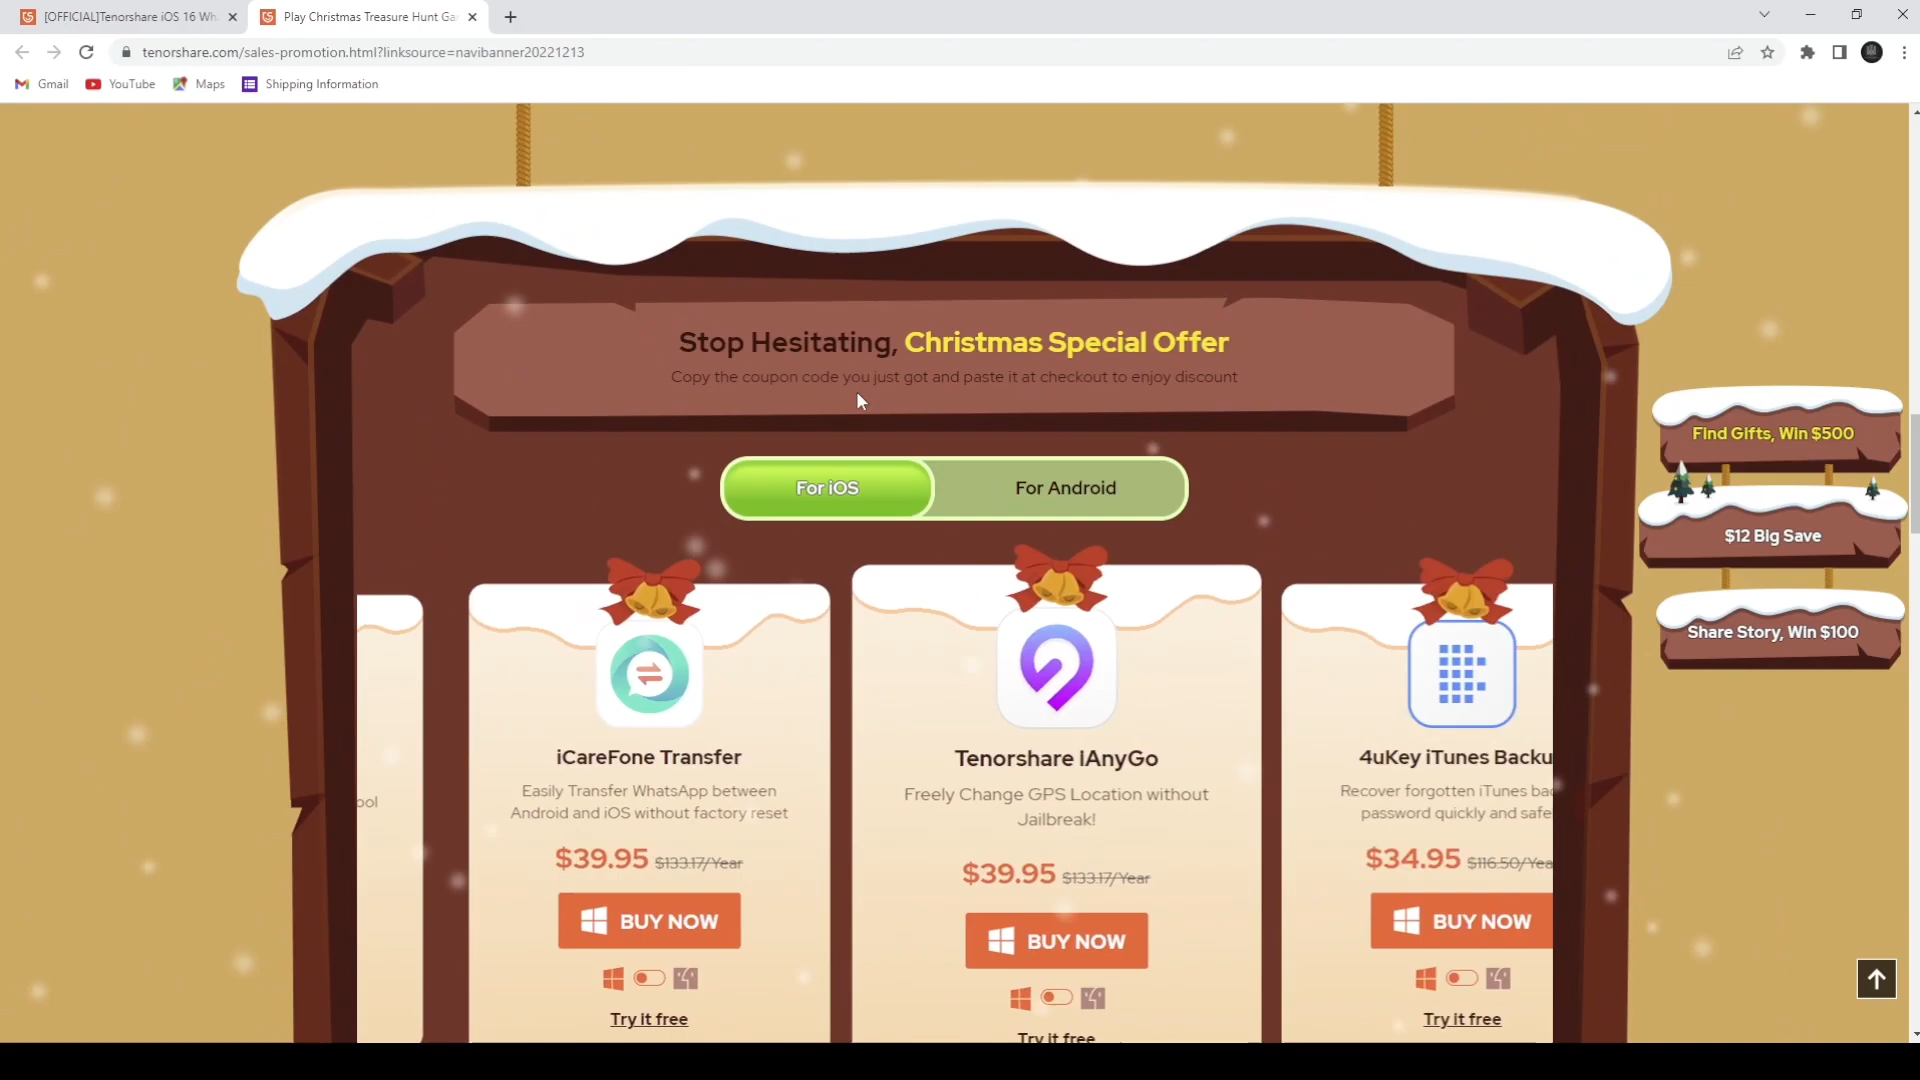 [OFFICIAL]Tenorshare iOS 16 Wh
Play Christmas Treasure Hunt Ga
tenorshare.com/sales-promotion.html?linksource=navibanner20221213
Gmail
YouTube
Maps
Shipping Information
Stop Hesitating, Christmas Special Offer
Copy the coupon code you just got and paste it at checkout to enjoy discount
For iOS
For Android
Find Gifts, Win $500
$12 Big Save
Share Story, Win $100
ool
iCareFone Transfer
Easily Transfer WhatsApp between
Android and iOS without factory reset
$39.95 $133.17/Year
BUY NOW
Try it free
Tenorshare iAnyGo
Freely Change GPS Location without
Jailbreak!
$39.95 $133.17/Year
BUY NOW
Try it free
4uKey iTunes Backu
Recover forgotten iTunes bac
password quickly and safe
$34.95 $116.50/Yea
BUY NOW
Try it free